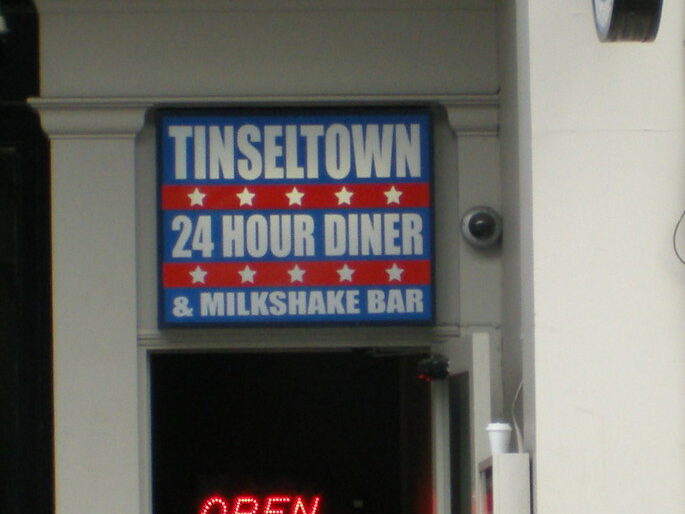 TINSELTOWN
24 HOUR DINER
& MILKSHAKE BAR
OPEN